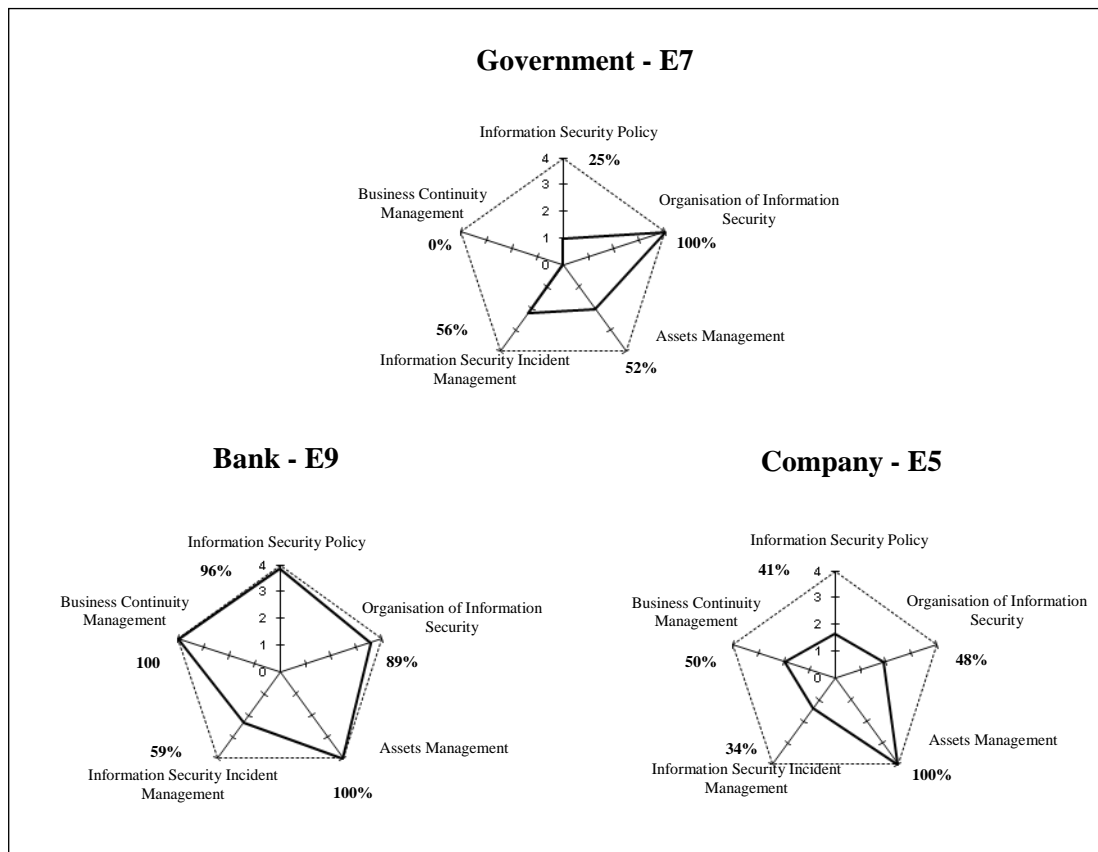 Government - E7
Information Security Policy
25%
4
3
2
1
0
Business Continuity
Management
0%
Organisation of Information
Security
100%
Assets Management
52%
56%
Information Security Incident
Management
Bank - E9
Information Security Policy
96%
4
3
2
1
0
Business Continuity
Management
100
Organisation of Information
Security
89%
Assets Management
100%
59%
Information Security Incident
Management
Company - E5
Information Security Policy
41%
4
3
2
1
0
Business Continuity
Management
50%
Organisation of Information
Security
48%
Assets Management
100%
34%
Information Security Incident
Management